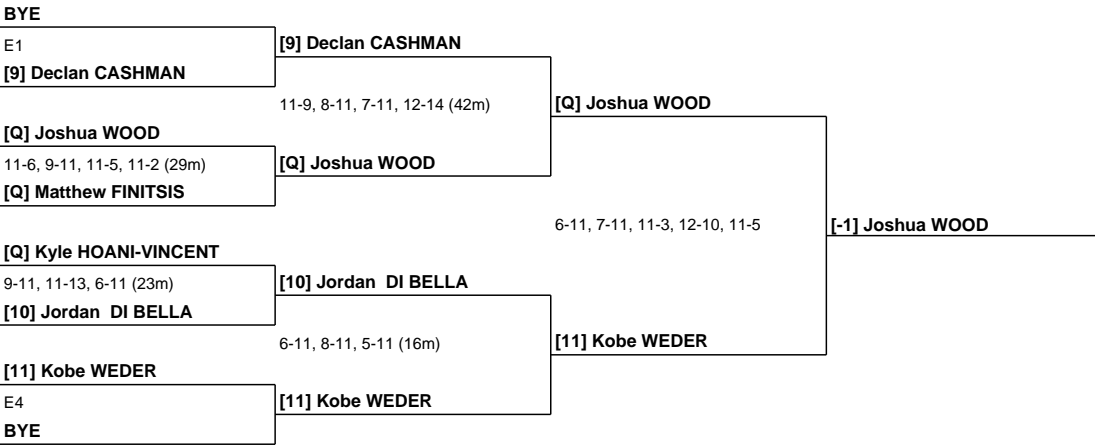 BYE
E1
[9] Declan CASHMAN
[9] Declan CASHMAN
11-9, 8-11, 7-11, 12-14 (42m)
[Q] Joshua WOOD
[Q] Joshua WOOD
11-6, 9-11, 11-5, 11-2 (29m)
[Q] Joshua WOOD
[Q] Matthew FINITSIS
6-11, 7-11, 11-3, 12-10, 11-5
[-1] Joshua WOOD
[Q] Kyle HOANI-VINCENT
9-11, 11-13, 6-11 (23m)
[10] Jordan  DI BELLA
[10] Jordan  DI BELLA
6-11, 8-11, 5-11 (16m)
[11] Kobe WEDER
[11] Kobe WEDER
E4
[11] Kobe WEDER
BYE